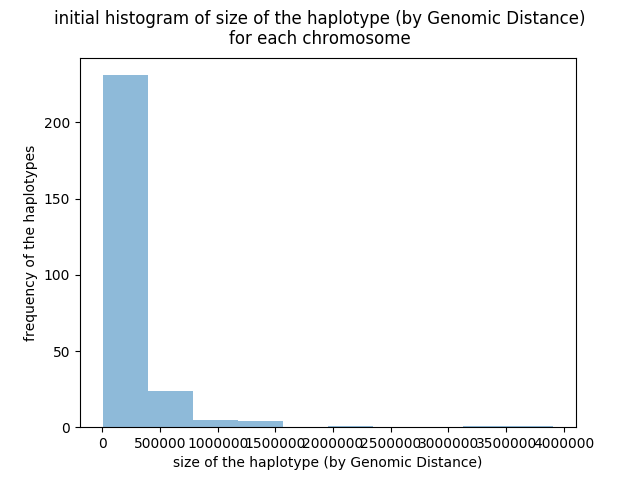 initial histogram of size of the haplotype (by Genomic Distance)
for each chromosome
200
150
100
50
0
frequency of the haplotypes
0 500000 1000000 1500000 2000000 2500000 3000000 3500000 4000000
size of the haplotype (by Genomic Distance)